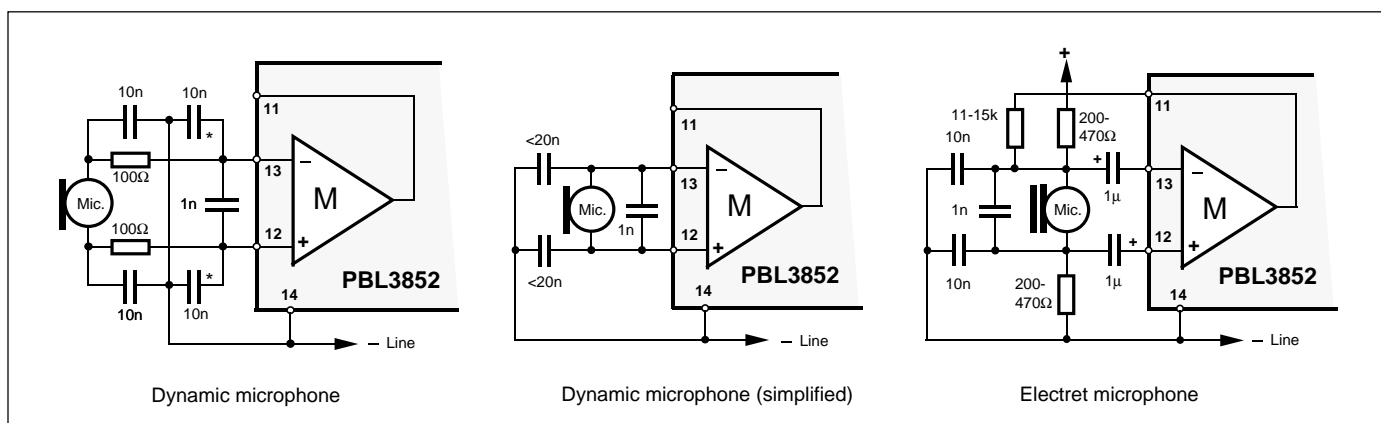 10n
10n
*
11
100Ω
13
−
Mic.
1n
M
100Ω
12
+
*
10n
10n
14
PBL3852
− Line
Dynamic microphone
11
<20n
13
−
Mic.
1n
M
12
+
<20n
PBL3852
14
− Line
Dynamic microphone (simplified)
+
11
11-15k
200-
470Ω
10n
+
1µ
13
−
1n
Mic.
M
12
+
+
1µ
10n
200-
470Ω
PBL3852
14
− Line
Electret microphone